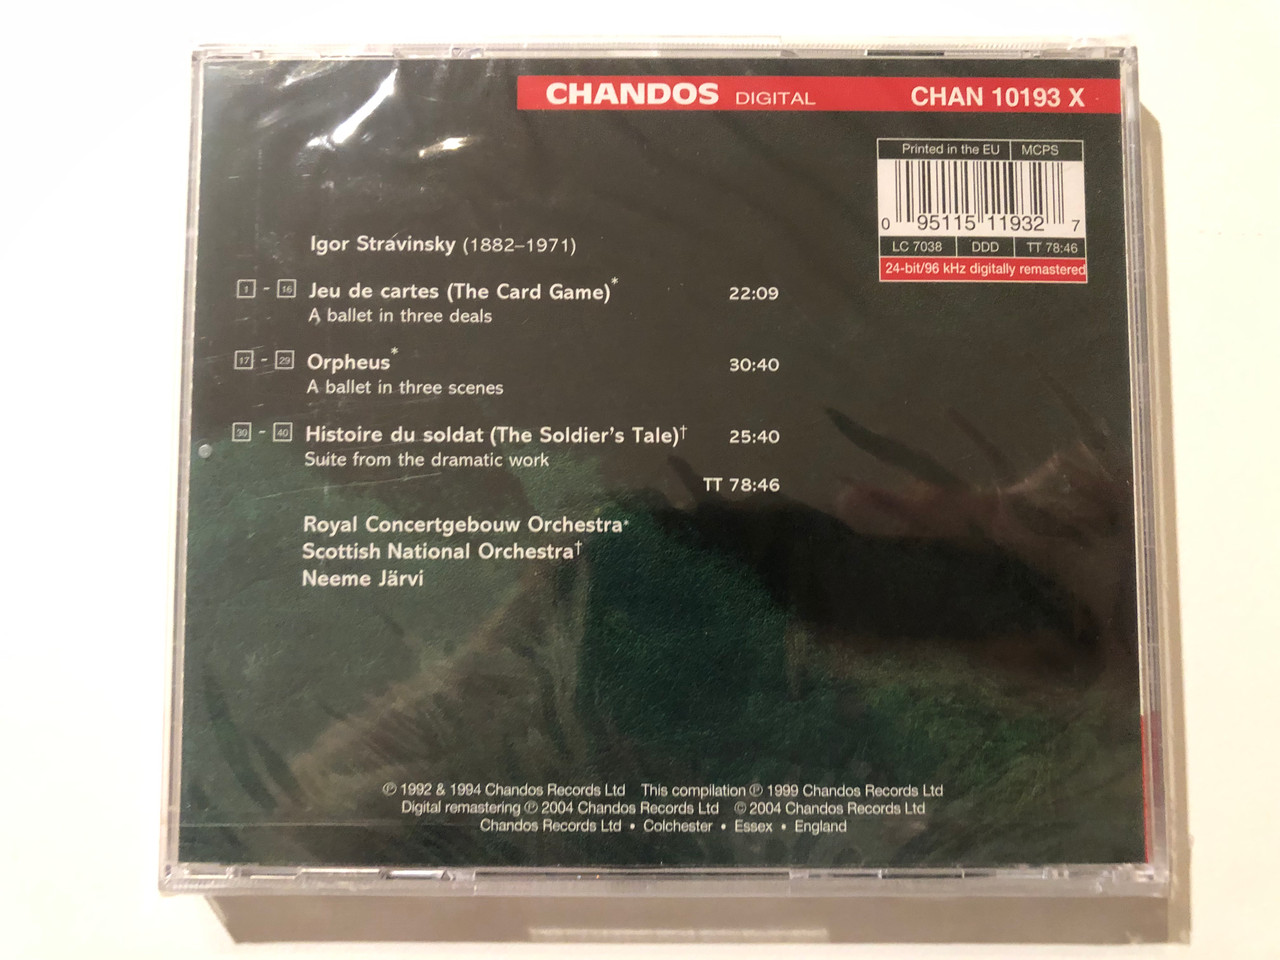 CHANDOS DIGITAL CHAN 10193 X
Printed in the EU MCPS
0 95115 11932 7
LC 7038 DDD TT 78:46
24-bit/96 kHz digitally remastered
Igor Stravinsky (1882–1971)
1 - 16 Jeu de cartes (The Card Game)* 22:09
A ballet in three deals
17 - 29 Orpheus* 30:40
A ballet in three scenes
30 - 40 Histoire du soldat (The Soldier's Tale)† 25:40
Suite from the dramatic work
TT 78:46
Royal Concertgebouw Orchestra*
Scottish National Orchestra†
Neeme Järvi
℗ 1992 & 1994 Chandos Records Ltd This compilation ℗ 1999 Chandos Records Ltd
Digital remastering ℗ 2004 Chandos Records Ltd © 2004 Chandos Records Ltd
Chandos Records Ltd • Colchester • Essex • England